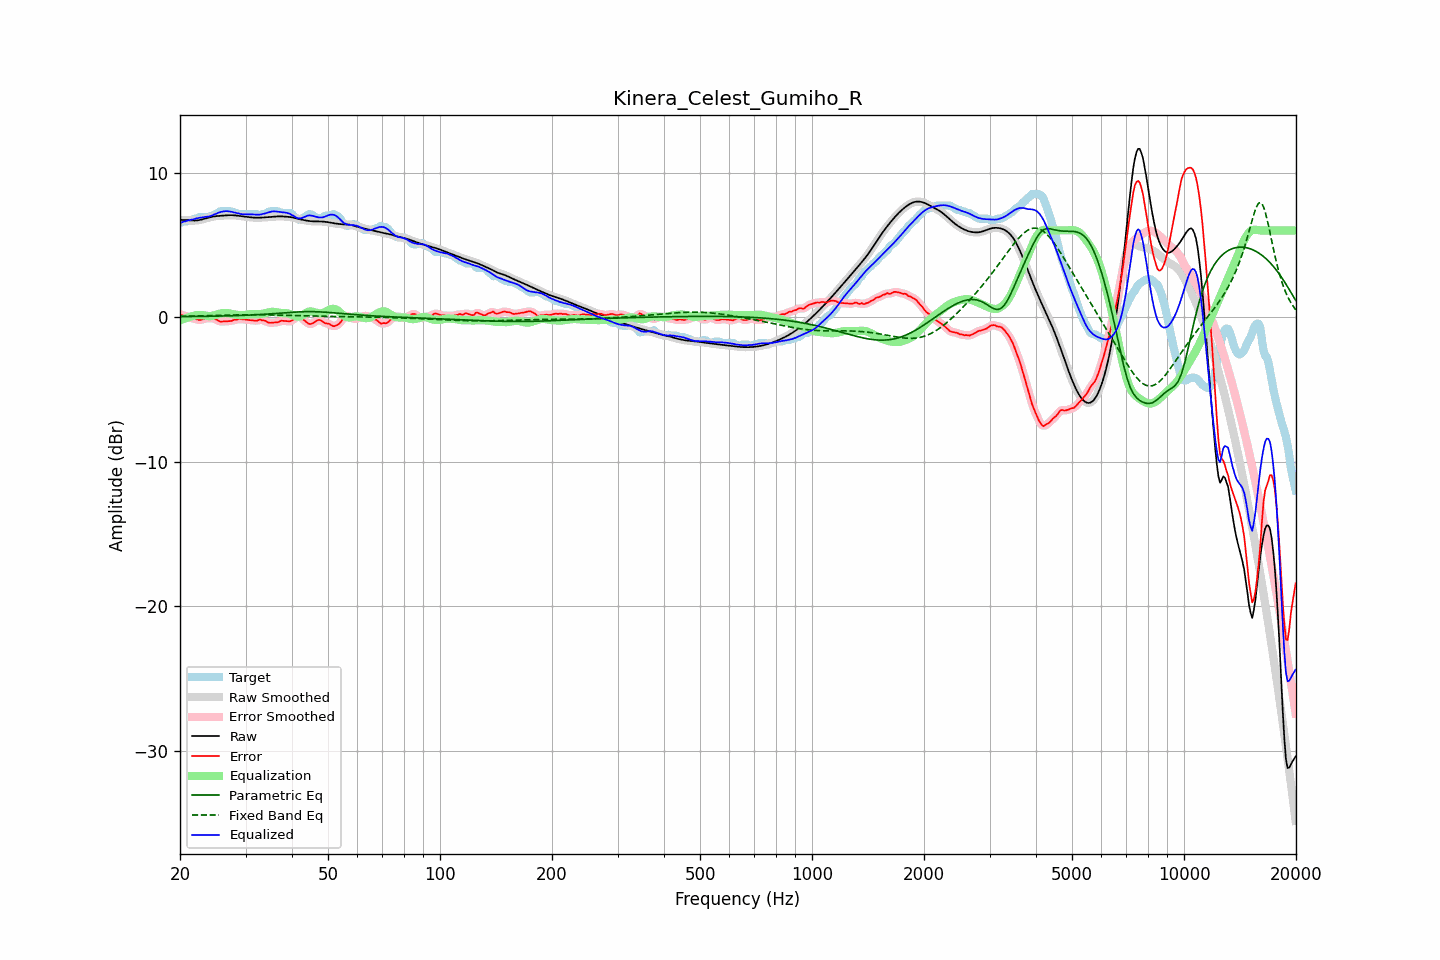 Kinera_Celest_Gumiho_R
10
0
−10
−20
−30
Amplitude (dBr)
20
50
100
200
500
1000
2000
5000
10000
20000
Frequency (Hz)
Target
Raw Smoothed
Error Smoothed
Raw
Error
Equalization
Parametric Eq
Fixed Band Eq
Equalized